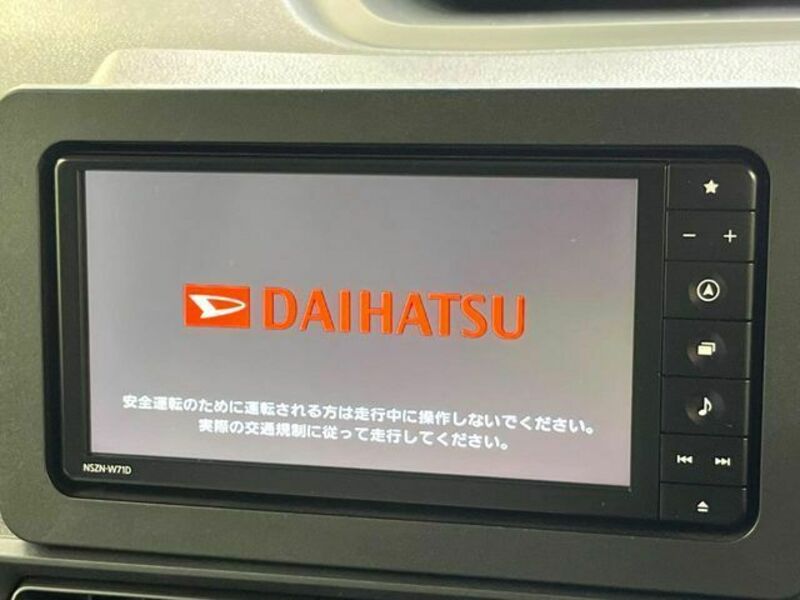 DAIHATSU
安全運転のために運転される方は走行中に操作しないでください。
実際の交通規制に従って走行してください。
NSZN-W71D